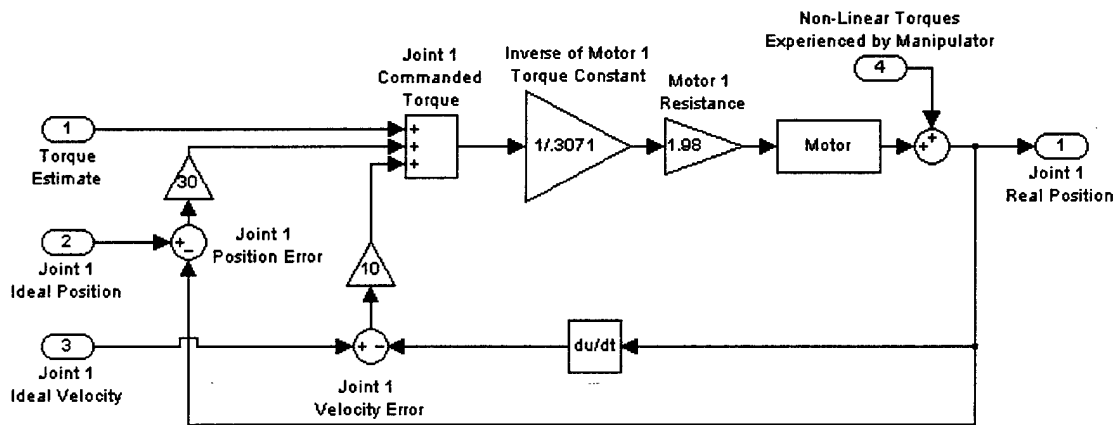 Non-Linear Torques
Experienced by Manipulator
4
Joint 1
Commanded
Torque
Inverse of Motor 1
Torque Constant
Motor 1
Resistance
1
Torque
Estimate
+
+
+
1/.3071
1.98
Motor
+
+
1
Joint 1
Real Position
30
2
Joint 1
Ideal Position
+
-
Joint 1
Position Error
10
3
Joint 1
Ideal Velocity
+
-
Joint 1
Velocity Error
du/dt